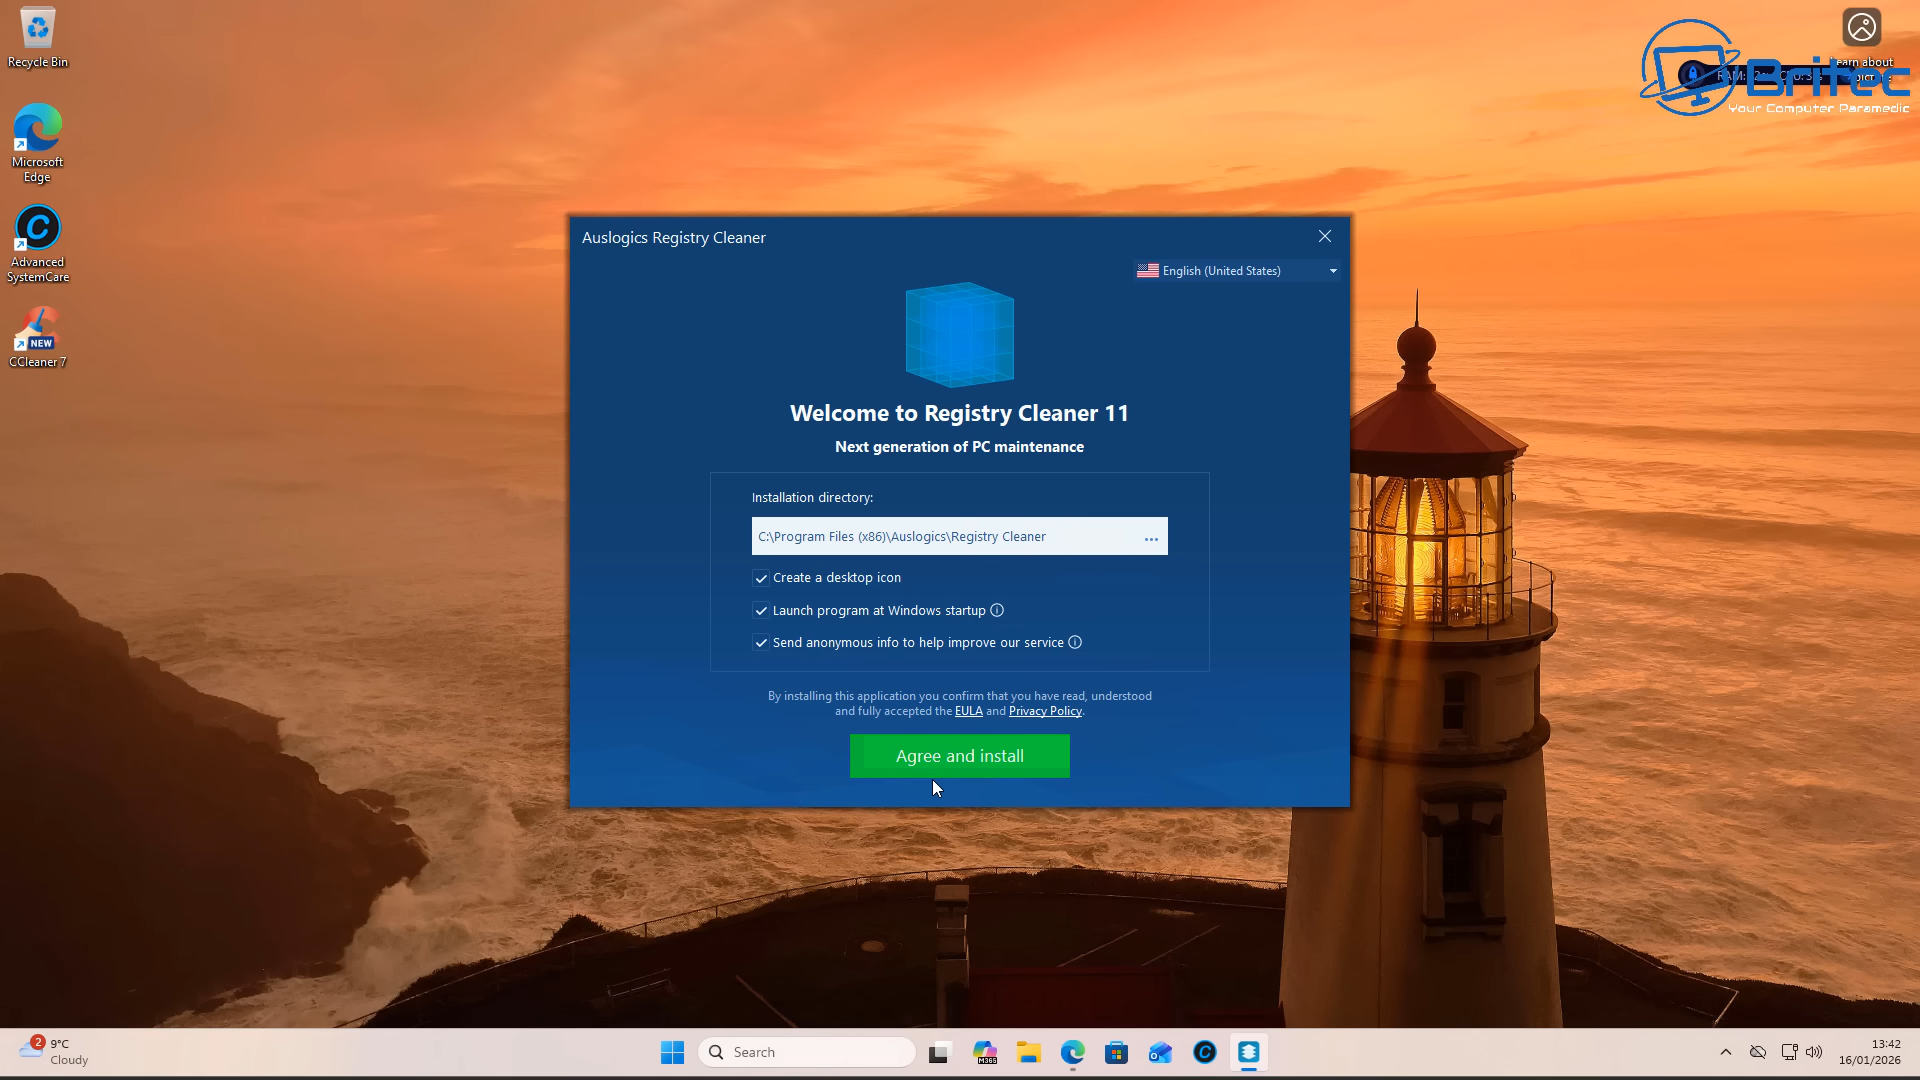 Recycle Bin
Microsoft
Edge
Advanced
SystemCare
NEW
CCleaner 7
Britec
Your Computer Paramedic
Auslogics Registry Cleaner
English (United States)
Welcome to Registry Cleaner 11
Next generation of PC maintenance
Installation directory:
C:\Program Files (x86)\Auslogics\Registry Cleaner
...
Create a desktop icon
Launch program at Windows startup
Send anonymous info to help improve our service
By installing this application you confirm that you have read, understood
and fully accepted the EULA and Privacy Policy.
Agree and install
2
9°C
Cloudy
Search
M365
13:42
16/01/2026